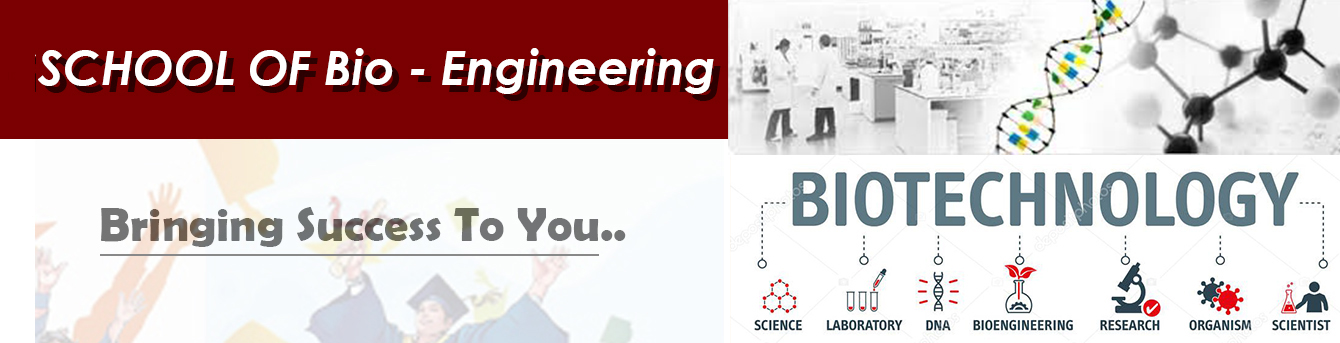 SCHOOL OF Bio - Engineering
Bringing Success To You..
BIOTECHNOLOGY
SCIENCE
LABORATORY
DNA
BIOENGINEERING
RESEARCH
ORGANISM
SCIENTIST